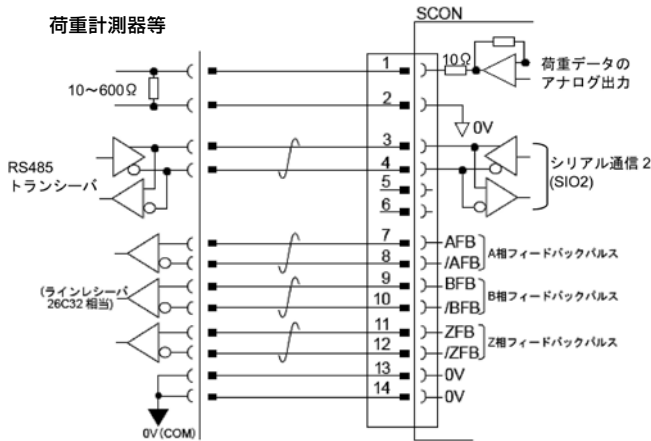 SCON
荷重計測器等
10～600Ω
1
10Ω
荷重データの
アナログ出力
2
0V
RS485
トランシーバ
3
4
5
6
シリアル通信2
(SIO2)
7
AFB
8
/AFB
A相フィードバックパルス
(ラインレシーバ
26C32相当)
9
BFB
10
/BFB
B相フィードバックパルス
11
ZFB
12
/ZFB
Z相フィードバックパルス
13
0V
14
0V
0V(COM)